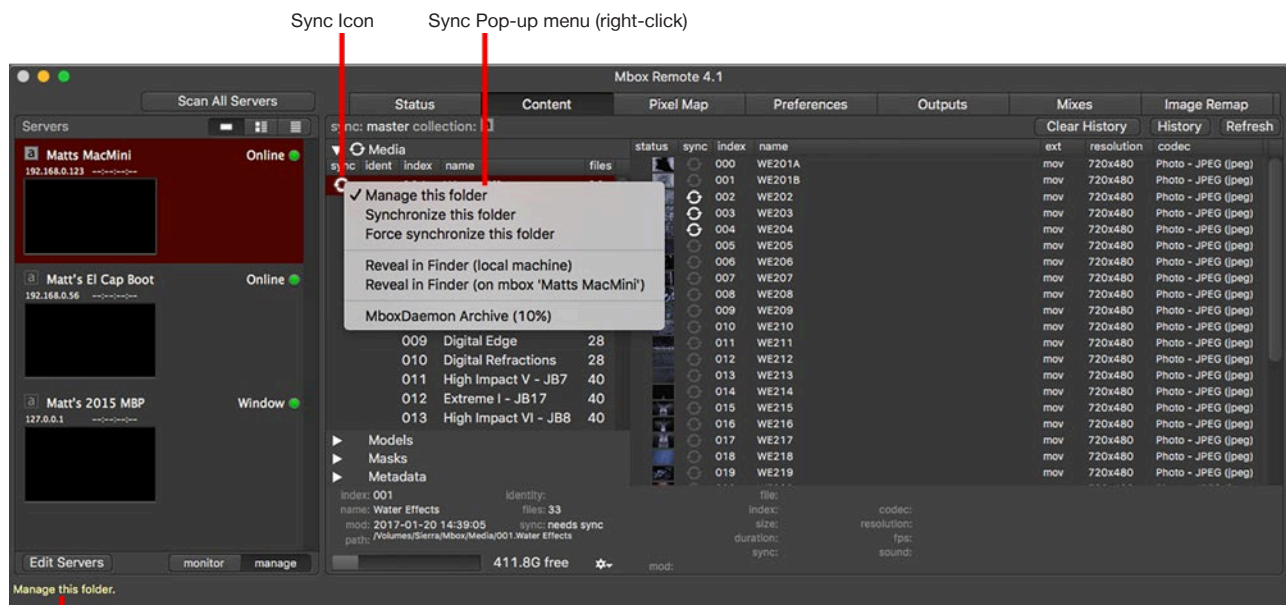 Sync Icon
Sync Pop-up menu (right-click)
Mbox Remote 4.1
Scan All Servers
Status
Content
Pixel Map
Preferences
Outputs
Mixes
Image Remap
Servers
sync: master collection:
Clear History
History
Refresh
a Matts MacMini
Online
192.168.0.123 --:--:--:--
a Matt's El Cap Boot
Online
192.168.0.56 --:--:--:--
a Matt's 2015 MBP
Window
127.0.0.1 --:--:--:--
Edit Servers
monitor
manage
Media
sync ident index name files
✓ Manage this folder
Synchronize this folder
Force synchronize this folder
Reveal in Finder (local machine)
Reveal in Finder (on mbox 'Matts MacMini')
MboxDaemon Archive (10%)
009 Digital Edge 28
010 Digital Refractions 28
011 High Impact V - JB7 40
012 Extreme I - JB17 40
013 High Impact VI - JB8 40
Models
Masks
Metadata
status sync index name ext resolution codec
000 WE201A mov 720x480 Photo - JPEG (jpeg)
001 WE201B mov 720x480 Photo - JPEG (jpeg)
002 WE202 mov 720x480 Photo - JPEG (jpeg)
003 WE203 mov 720x480 Photo - JPEG (jpeg)
004 WE204 mov 720x480 Photo - JPEG (jpeg)
005 WE205 mov 720x480 Photo - JPEG (jpeg)
006 WE206 mov 720x480 Photo - JPEG (jpeg)
007 WE207 mov 720x480 Photo - JPEG (jpeg)
008 WE208 mov 720x480 Photo - JPEG (jpeg)
009 WE209 mov 720x480 Photo - JPEG (jpeg)
010 WE210 mov 720x480 Photo - JPEG (jpeg)
011 WE211 mov 720x480 Photo - JPEG (jpeg)
012 WE212 mov 720x480 Photo - JPEG (jpeg)
013 WE213 mov 720x480 Photo - JPEG (jpeg)
014 WE214 mov 720x480 Photo - JPEG (jpeg)
015 WE215 mov 720x480 Photo - JPEG (jpeg)
016 WE216 mov 720x480 Photo - JPEG (jpeg)
017 WE217 mov 720x480 Photo - JPEG (jpeg)
018 WE218 mov 720x480 Photo - JPEG (jpeg)
019 WE219 mov 720x480 Photo - JPEG (jpeg)
index: 001 identity:
name: Water Effects files: 33
mod: 2017-01-20 14:39:05 sync: needs sync
path: /Volumes/Sierra/Mbox/Media/001.Water Effects
411.8G free
file:
index: codec:
size: resolution:
duration: fps:
sync: sound:
mod:
Manage this folder.